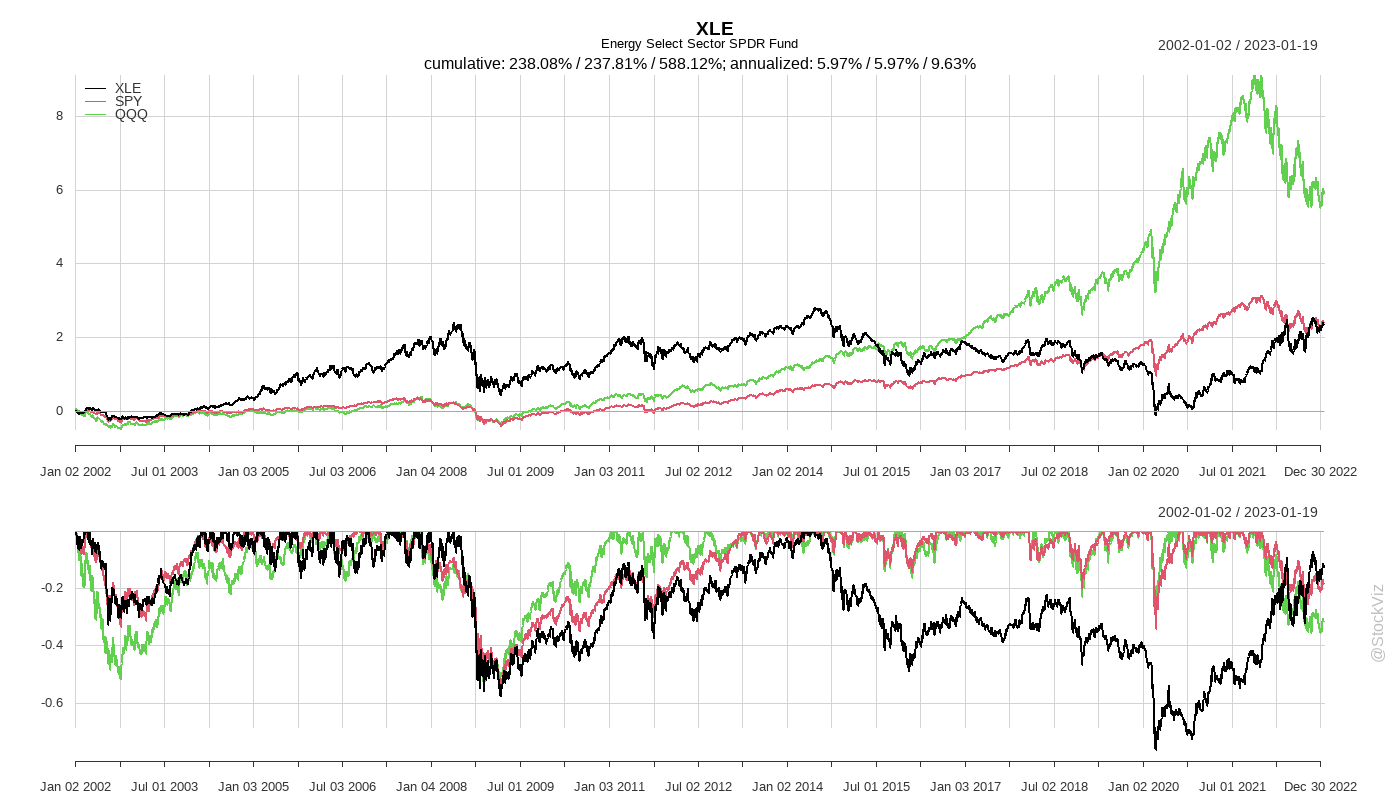 XLE
Energy Select Sector SPDR Fund
2002-01-02 / 2023-01-19
cumulative: 238.08% / 237.81% / 588.12%; annualized: 5.97% / 5.97% / 9.63%
XLE
SPY
QQQ
8
6
4
2
0
Jan 02 2002 Jul 01 2003 Jan 03 2005 Jul 03 2006 Jan 04 2008 Jul 01 2009 Jan 03 2011 Jul 02 2012 Jan 02 2014 Jul 01 2015 Jan 03 2017 Jul 02 2018 Jan 02 2020 Jul 01 2021 Dec 30 2022
2002-01-02 / 2023-01-19
-0.2
-0.4
-0.6
Jan 02 2002 Jul 01 2003 Jan 03 2005 Jul 03 2006 Jan 04 2008 Jul 01 2009 Jan 03 2011 Jul 02 2012 Jan 02 2014 Jul 01 2015 Jan 03 2017 Jul 02 2018 Jan 02 2020 Jul 01 2021 Dec 30 2022
@StockViz